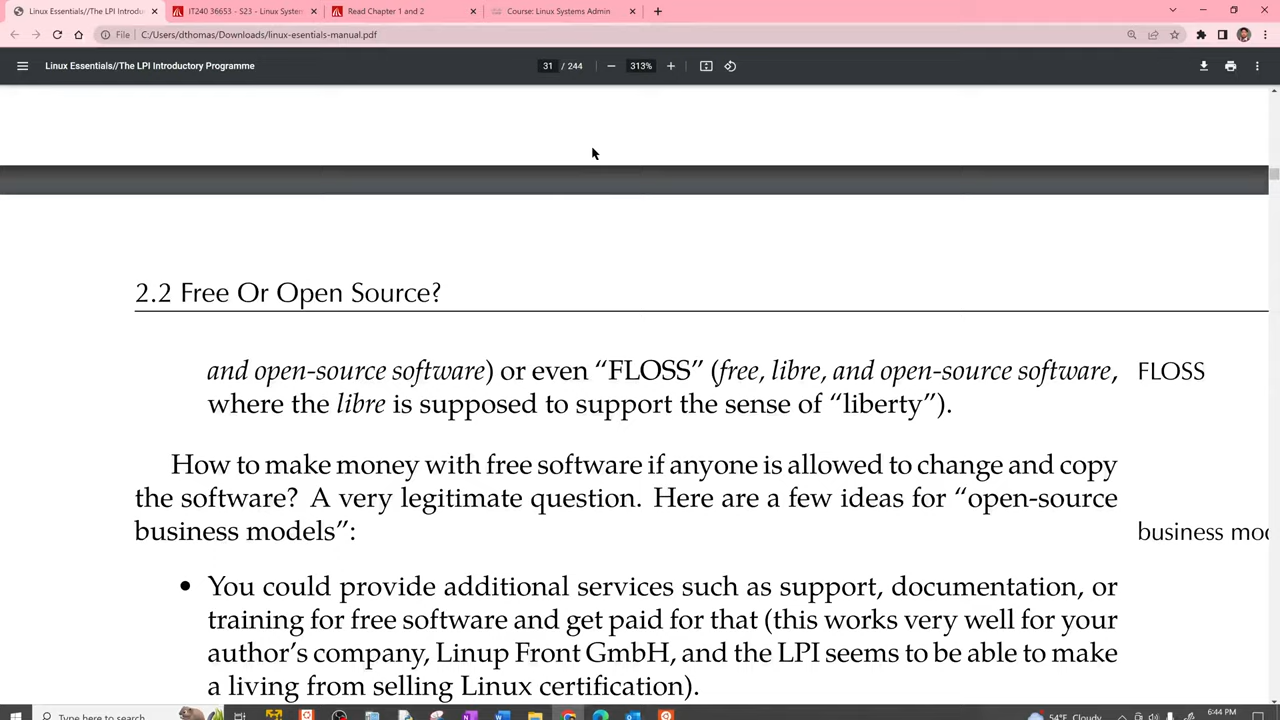 Linux Essentials//The LPI Introdu
IT240 36653 - S23 - Linux System
Read Chapter 1 and 2
Course: Linux Systems Admin
File
C:/Users/dthomas/Downloads/linux-esentials-manual.pdf
Linux Essentials//The LPI Introductory Programme
31 / 244
313%
2.2 Free Or Open Source?
and open-source software) or even “FLOSS” (free, libre, and open-source software, FLOSS
where the libre is supposed to support the sense of “liberty”).
How to make money with free software if anyone is allowed to change and copy
the software? A very legitimate question. Here are a few ideas for “open-source
business models”: business mod
• You could provide additional services such as support, documentation, or
training for free software and get paid for that (this works very well for your
author’s company, Linup Front GmbH, and the LPI seems to be able to make
a living from selling Linux certification).
Type here to search
54°F Cloudy
6:44 PM